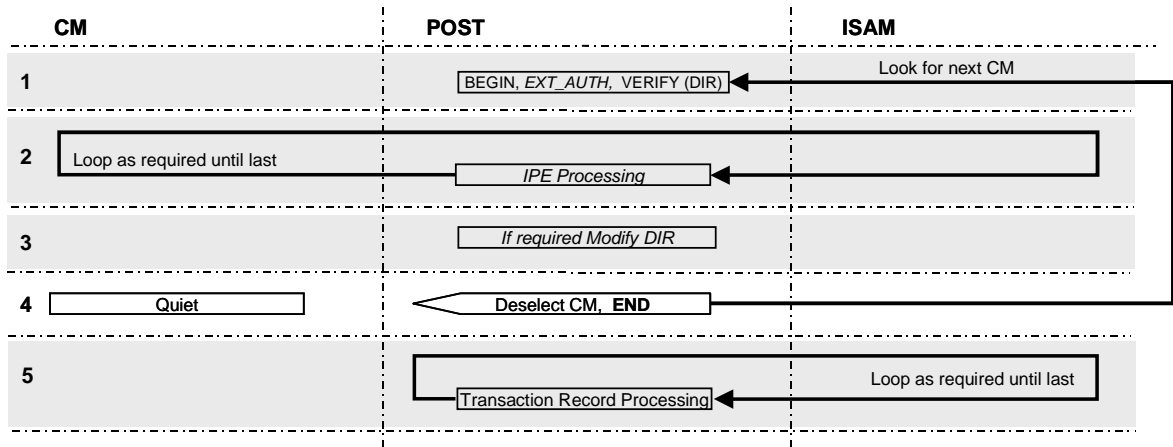 CM POST ISAM
Look for next CM
1 BEGIN, EXT_AUTH, VERIFY (DIR)
2 Loop as required until last
IPE Processing
3 If required Modify DIR
4 Quiet Deselect CM, END
5 Loop as required until last
Transaction Record Processing